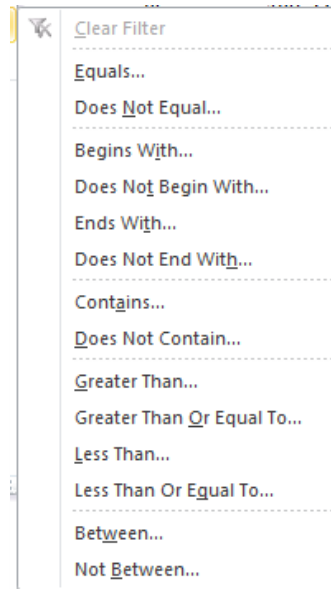 Clear Filter
Equals...
Does Not Equal...
Begins With...
Does Not Begin With...
Ends With...
Does Not End With...
Contains...
Does Not Contain...
Greater Than...
Greater Than Or Equal To...
Less Than...
Less Than Or Equal To...
Between...
Not Between...